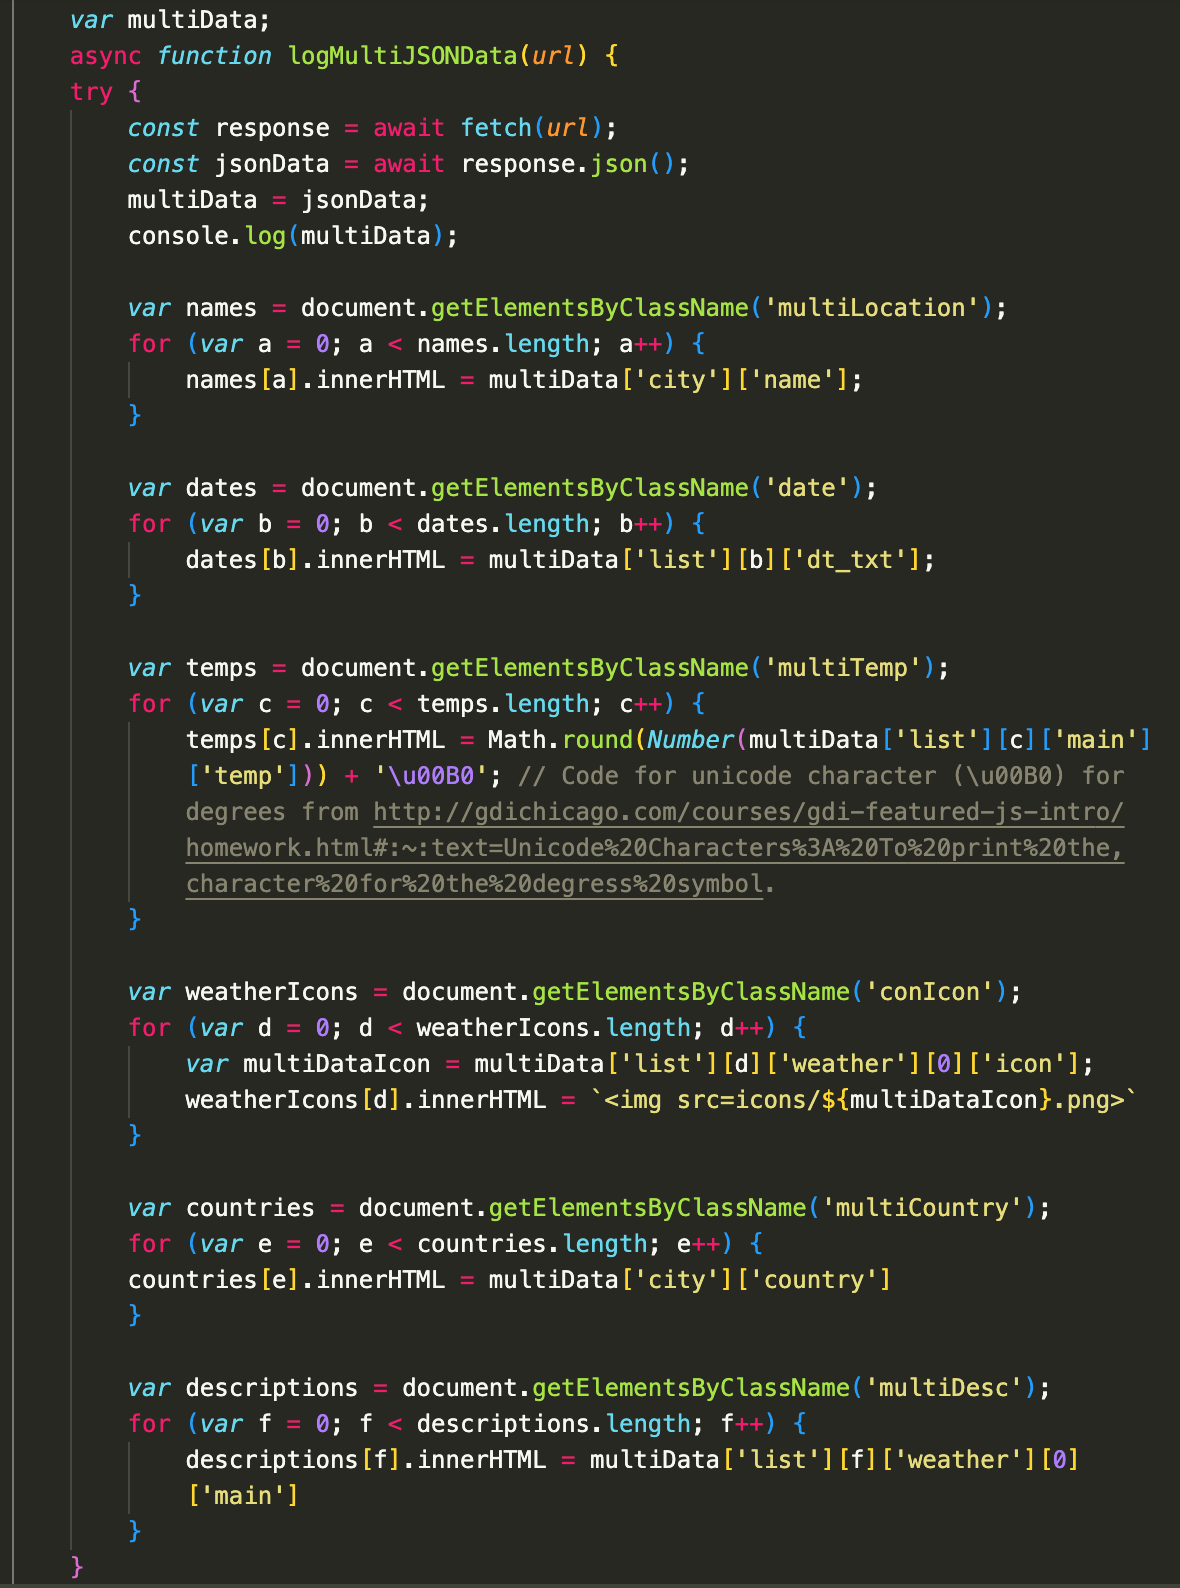 var multiData;
async function logMultiJSONData(url) {
try {
const response = await fetch(url);
const jsonData = await response.json();
multiData = jsonData;
console.log(multiData);
var names = document.getElementsByClassName('multiLocation');
for (var a = 0; a < names.length; a++) {
names[a].innerHTML = multiData['city']['name'];
}
var dates = document.getElementsByClassName('date');
for (var b = 0; b < dates.length; b++) {
dates[b].innerHTML = multiData['list'][b]['dt_txt'];
}
var temps = document.getElementsByClassName('multiTemp');
for (var c = 0; c < temps.length; c++) {
temps[c].innerHTML = Math.round(Number(multiData['list'][c]['main']
['temp'])) + '\u00B0'; // Code for unicode character (\u00B0) for
degrees from http://gdichicago.com/courses/gdi-featured-js-intro/
homework.html#:~:text=Unicode%20Characters%3A%20To%20print%20the,
character%20for%20the%20degress%20symbol.
}
var weatherIcons = document.getElementsByClassName('conIcon');
for (var d = 0; d < weatherIcons.length; d++) {
var multiDataIcon = multiData['list'][d]['weather'][0]['icon'];
weatherIcons[d].innerHTML = `<img src=icons/${multiDataIcon}.png>`
}
var countries = document.getElementsByClassName('multiCountry');
for (var e = 0; e < countries.length; e++) {
countries[e].innerHTML = multiData['city']['country']
}
var descriptions = document.getElementsByClassName('multiDesc');
for (var f = 0; f < descriptions.length; f++) {
descriptions[f].innerHTML = multiData['list'][f]['weather'][0]
['main']
}
}